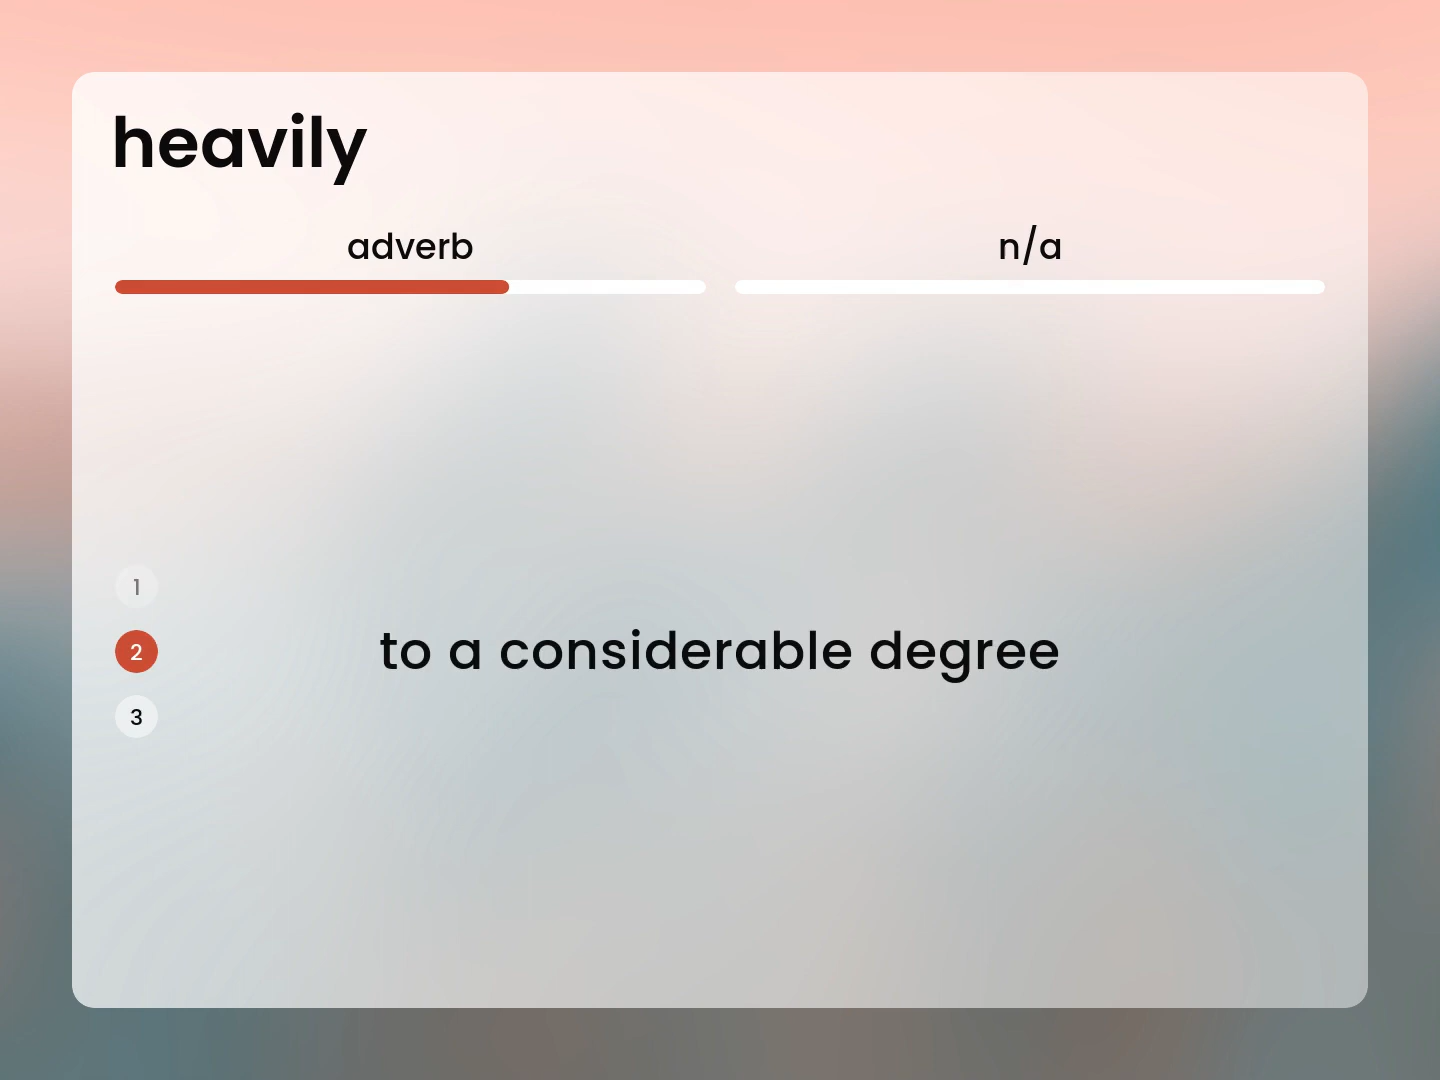 heavily
adverb
n/a
1
2
to a considerable degree
3